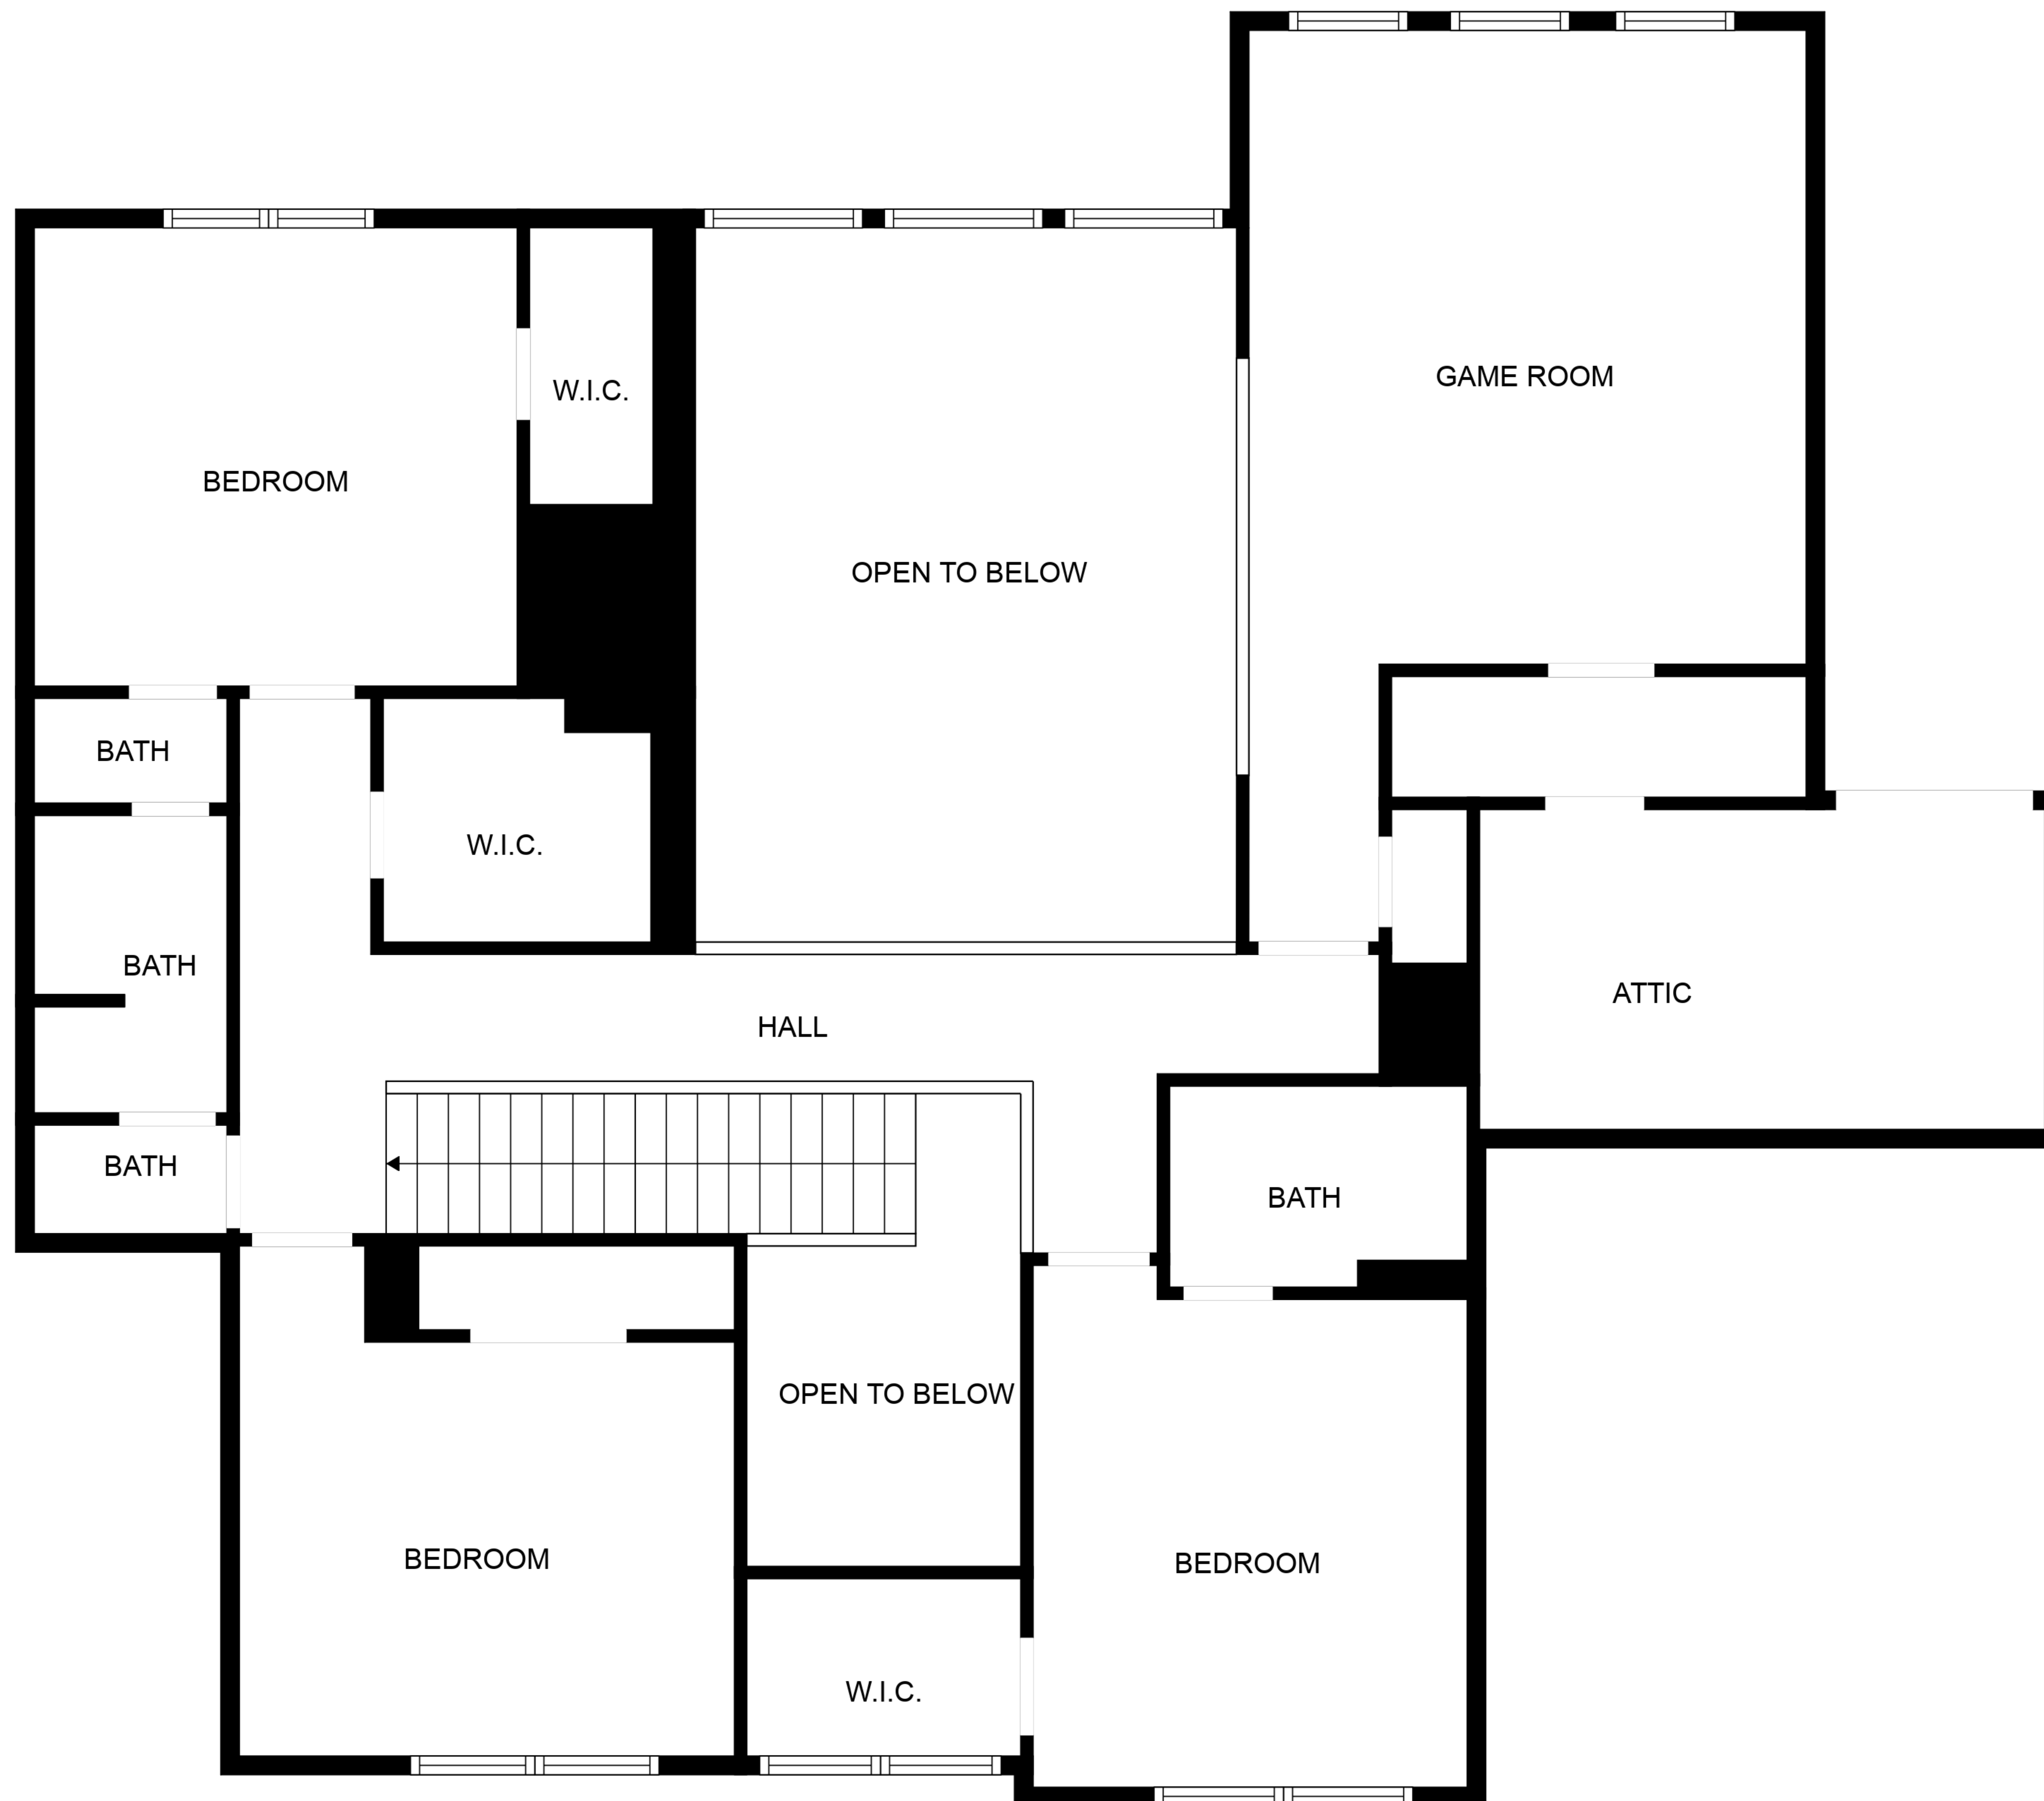 GAME ROOM
W.I.C.
BEDROOM
OPEN TO BELOW
BATH
W.I.C.
BATH
ATTIC
HALL
BATH
BATH
OPEN TO BELOW
BEDROOM
BEDROOM
W.I.C.